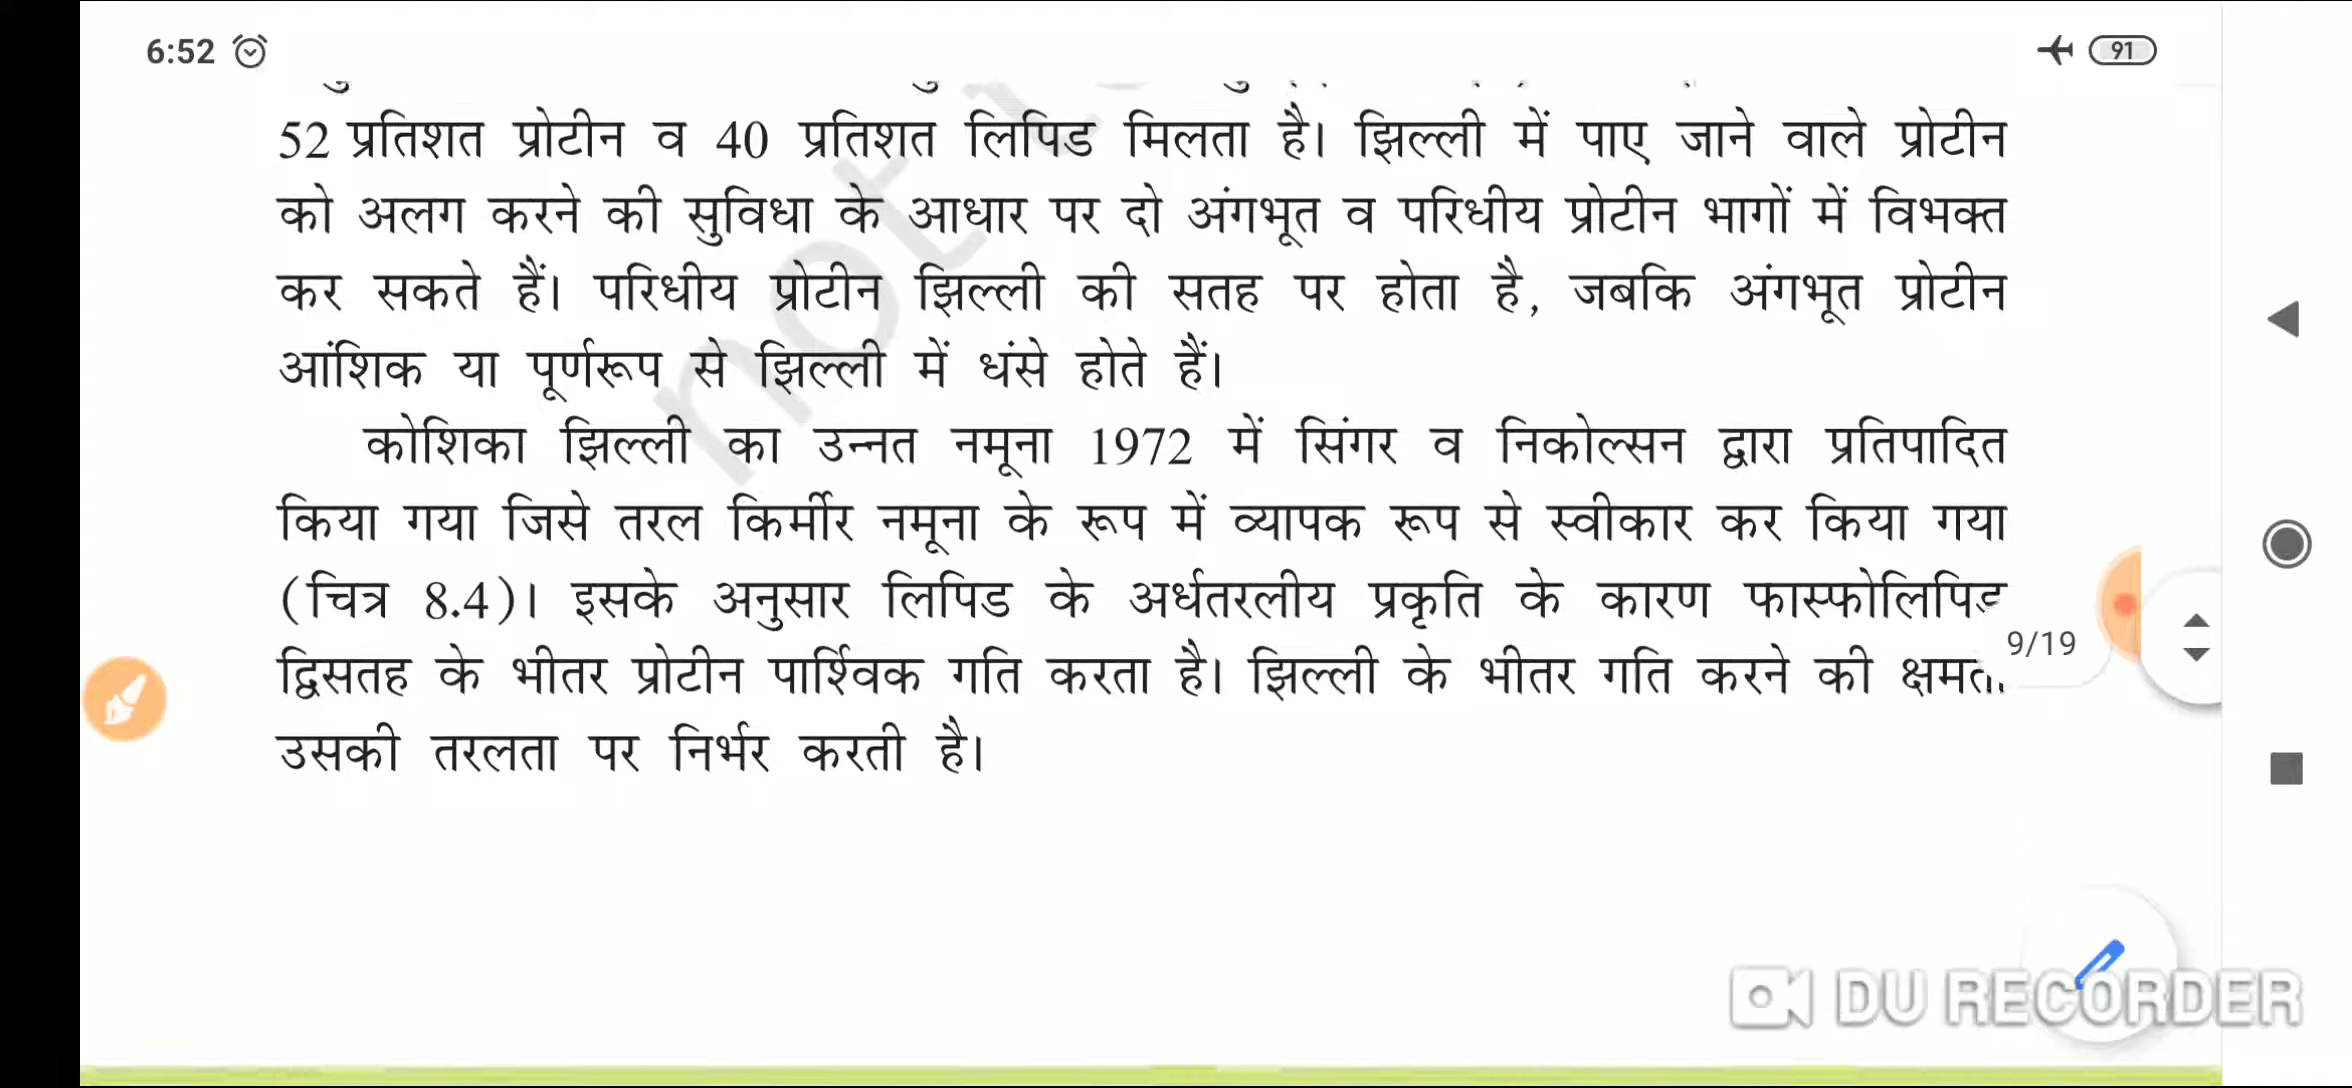 6:52
91
52 प्रतिशत प्रोटीन व 40 प्रतिशत लिपिड मिलता है। झिल्ली में पाए जाने वाले प्रोटीन
को अलग करने की सुविधा के आधार पर दो अंगभूत व परिधीय प्रोटीन भागों में विभक्त
कर सकते हैं। परिधीय प्रोटीन झिल्ली की सतह पर होता है, जबकि अंगभूत प्रोटीन
आंशिक या पूर्णरूप से झिल्ली में धंसे होते हैं।
कोशिका झिल्ली का उन्नत नमूना 1972 में सिंगर व निकोल्सन द्वारा प्रतिपादित
किया गया जिसे तरल किर्मीर नमूना के रूप में व्यापक रूप से स्वीकार कर किया गया
(चित्र 8.4)। इसके अनुसार लिपिड के अर्धतरलीय प्रकृति के कारण फास्फोलिपिड
9/19
द्विसतह के भीतर प्रोटीन पार्श्विक गति करता है। झिल्ली के भीतर गति करने की क्षमता
उसकी तरलता पर निर्भर करती है।
not
DU RECORDER